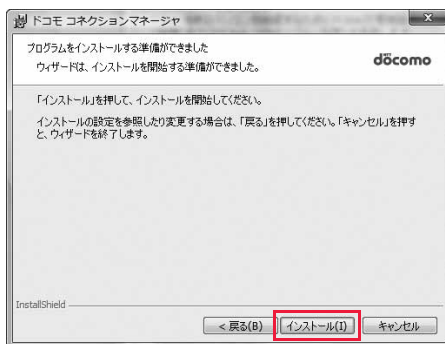 ドコモ コネクションマネージャ
プログラムをインストールする準備ができました
ウィザードは、インストールを開始する準備ができました。
döcomo
「インストール」を押して、インストールを開始してください。
インストールの設定を参照したり変更する場合は、「戻る」を押してください。「キャンセル」を押す
と、ウィザードを終了します。
InstallShield
< 戻る(B)
インストール(I)
キャンセル